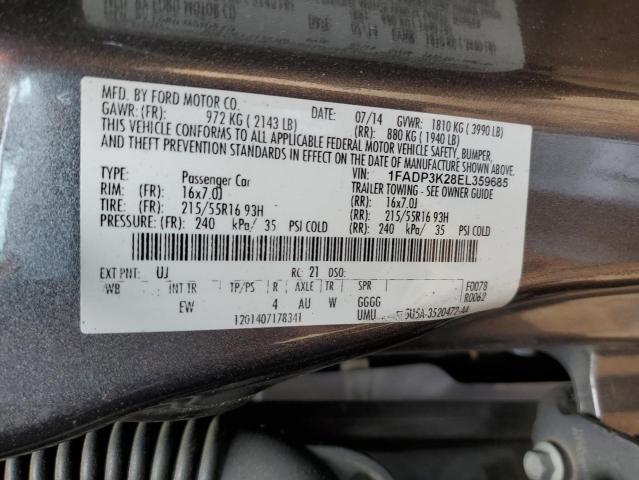 MFD. BY FORD MOTOR CO. DATE: 07/14 GVWR: 1810 KG ( 3990 LB)
GAWR: (FR): 972 KG ( 2143 LB) (RR): 880 KG ( 1940 LB)
THIS VEHICLE CONFORMS TO ALL APPLICABLE FEDERAL MOTOR VEHICLE SAFETY, BUMPER,
AND THEFT PREVENTION STANDARDS IN EFFECT ON THE DATE OF MANUFACTURE SHOWN ABOVE.
VIN: 1FADP3K28EL359685
TYPE: Passenger Car TRAILER TOWING - SEE OWNER GUIDE
RIM: (FR): 16x7.0J (RR): 16x7.0J
TIRE: (FR): 215/55R16 93H (RR): 215/55R16 93H
PRESSURE: (FR): 240 kPa/ 35 PSI COLD (RR): 240 kPa/ 35 PSI COLD
EXT PNT: UJ RC: 21 DSO: F0078
WB INT TR TP/PS R AXLE TR SPR R0062
EW 4 AU W GGGG
1201407178341 UMU 5U5A-3520472-AA